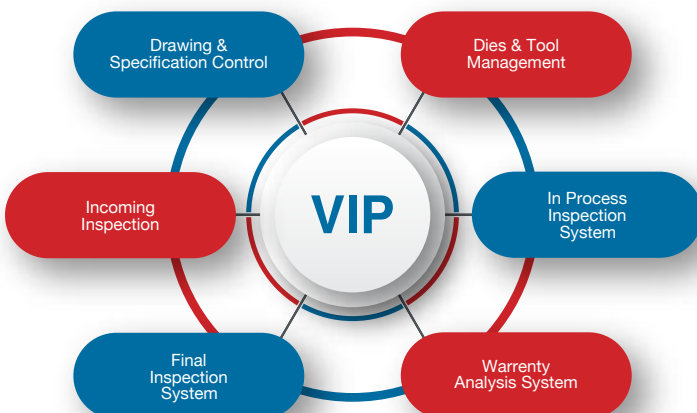 Drawing &
Specification Control
Dies & Tool
Management
Incoming
Inspection
VIP
In Process
Inspection
System
Final
Inspection
System
Warrenty
Analysis System